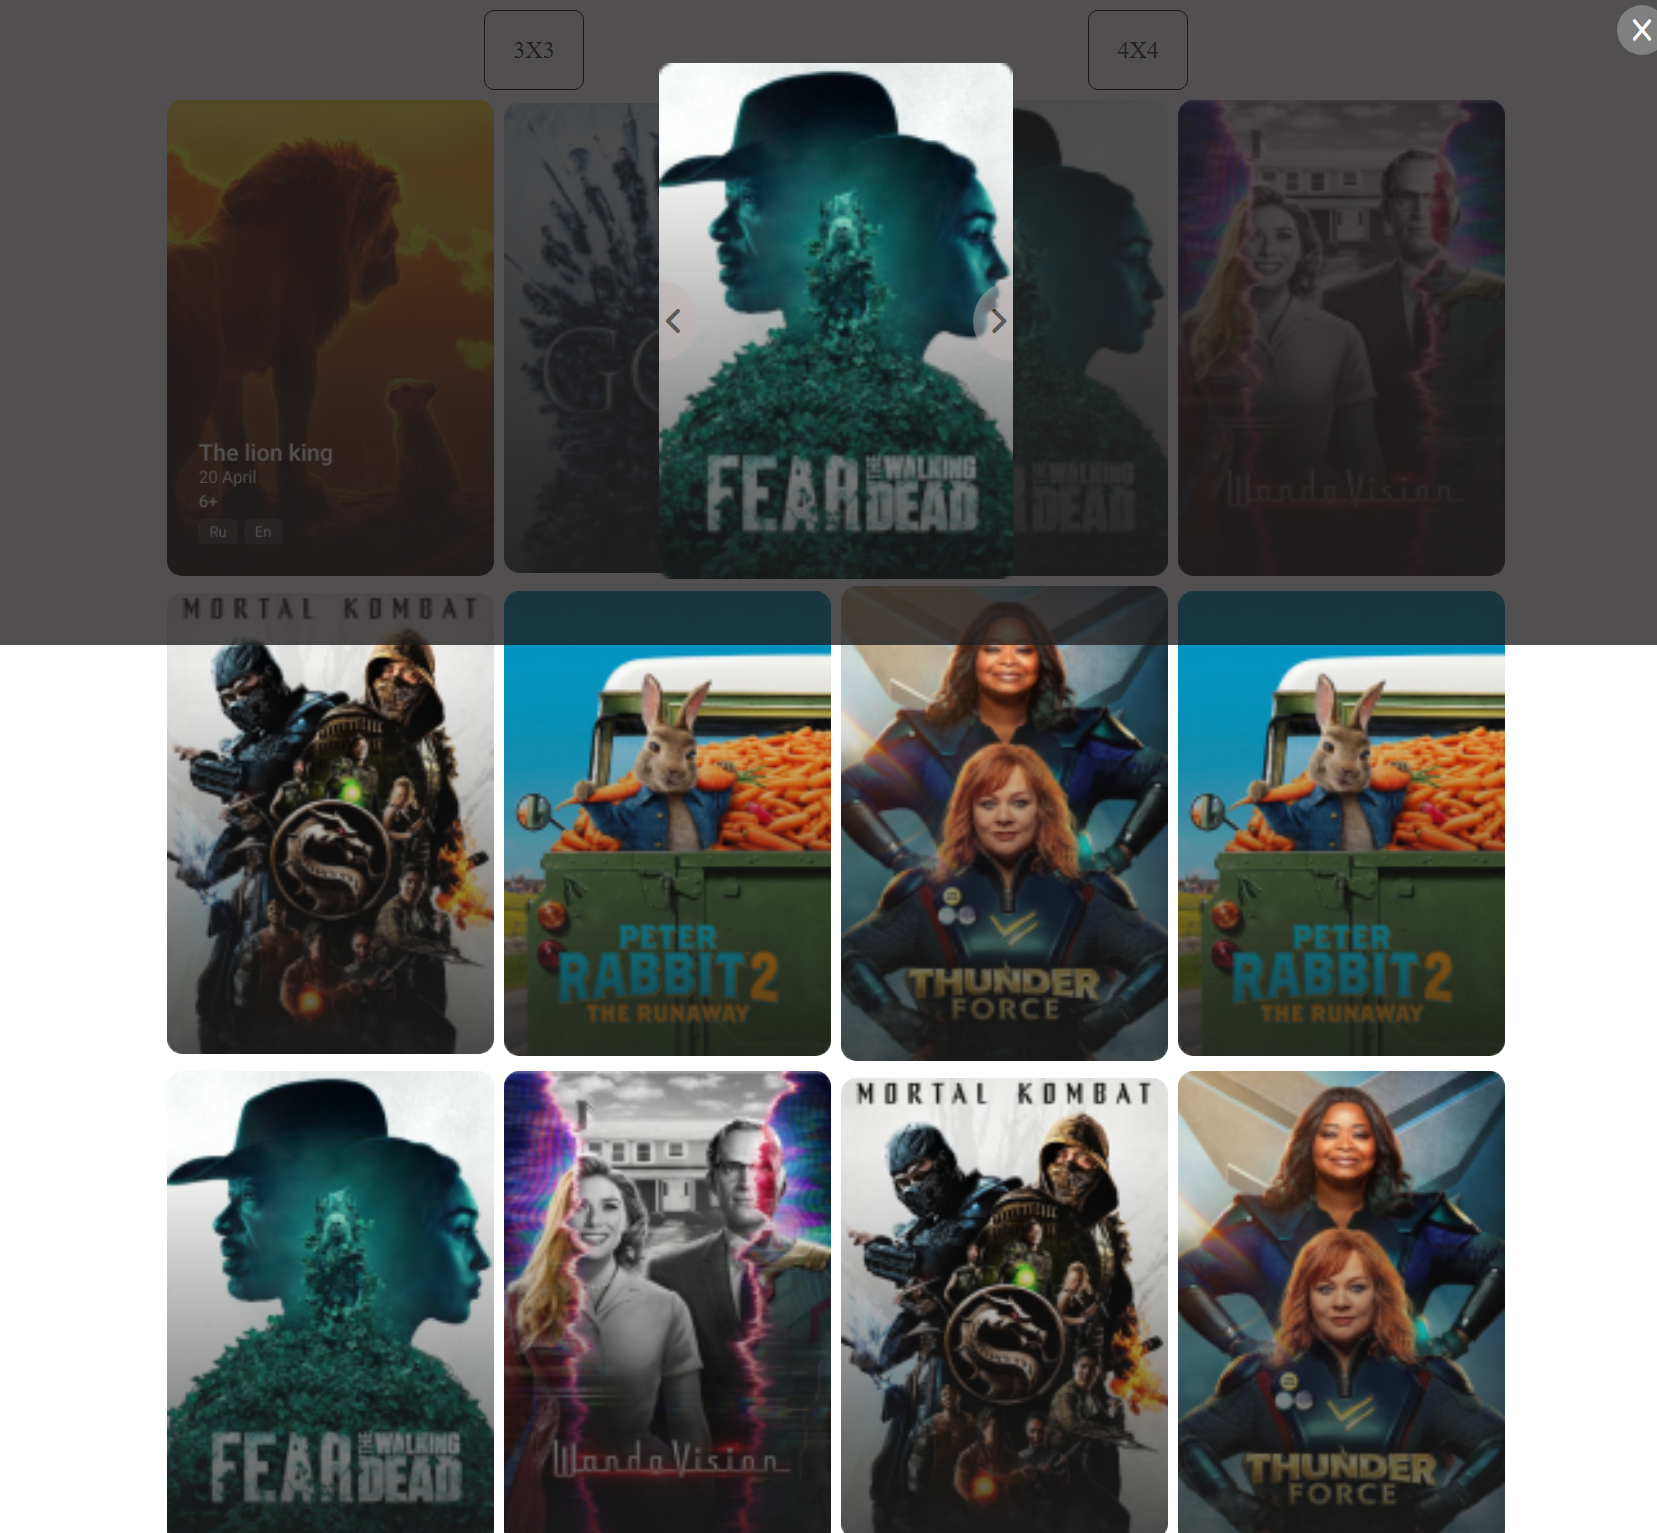 3X3
4X4
X
The lion king
20 April
6+
Ru En
GO
FEAR THE WALKING DEAD
THE WALKING
DEAD
WandaVision
MORTAL KOMBAT
PETER
RABBIT 2
THE RUNAWAY
THUNDER
FORCE
PETER
RABBIT 2
THE RUNAWAY
FEAR THE WALKING DEAD
WandaVision
MORTAL KOMBAT
THUNDER
FORCE